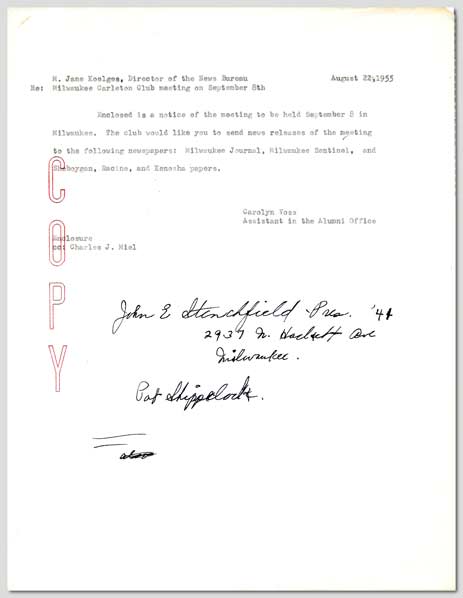 M. Jane Koelges, Director of the News Bureau August 22,1955
Re: Milwaukee Carleton Club meeting on September 8th
Enclosed is a notice of the meeting to be held September 8 in
Milwaukee. The club would like you to send news releases of the meeting
to the following newspapers: Milwaukee Journal, Milwaukee Sentinel, and
Sheboygan, Racine, and Kenosha papers.
Carolyn Voss
Assistant in the Alumni Office
Enclosure
cc: Charles J. Miel
COPY
John E Stenchfield - Pres. '41
2937 N. Hackett Ave
Milwaukee.
Pat